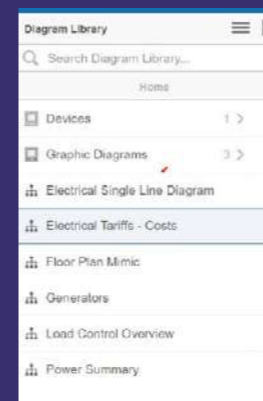 Diagram Library
Search Diagram Library...
Home
Devices 1 >
Graphic Diagrams 3 >
Electrical Single Line Diagram
Electrical Tariffs - Costs
Floor Plan Mimic
Generators
Load Control Overview
Power Summary